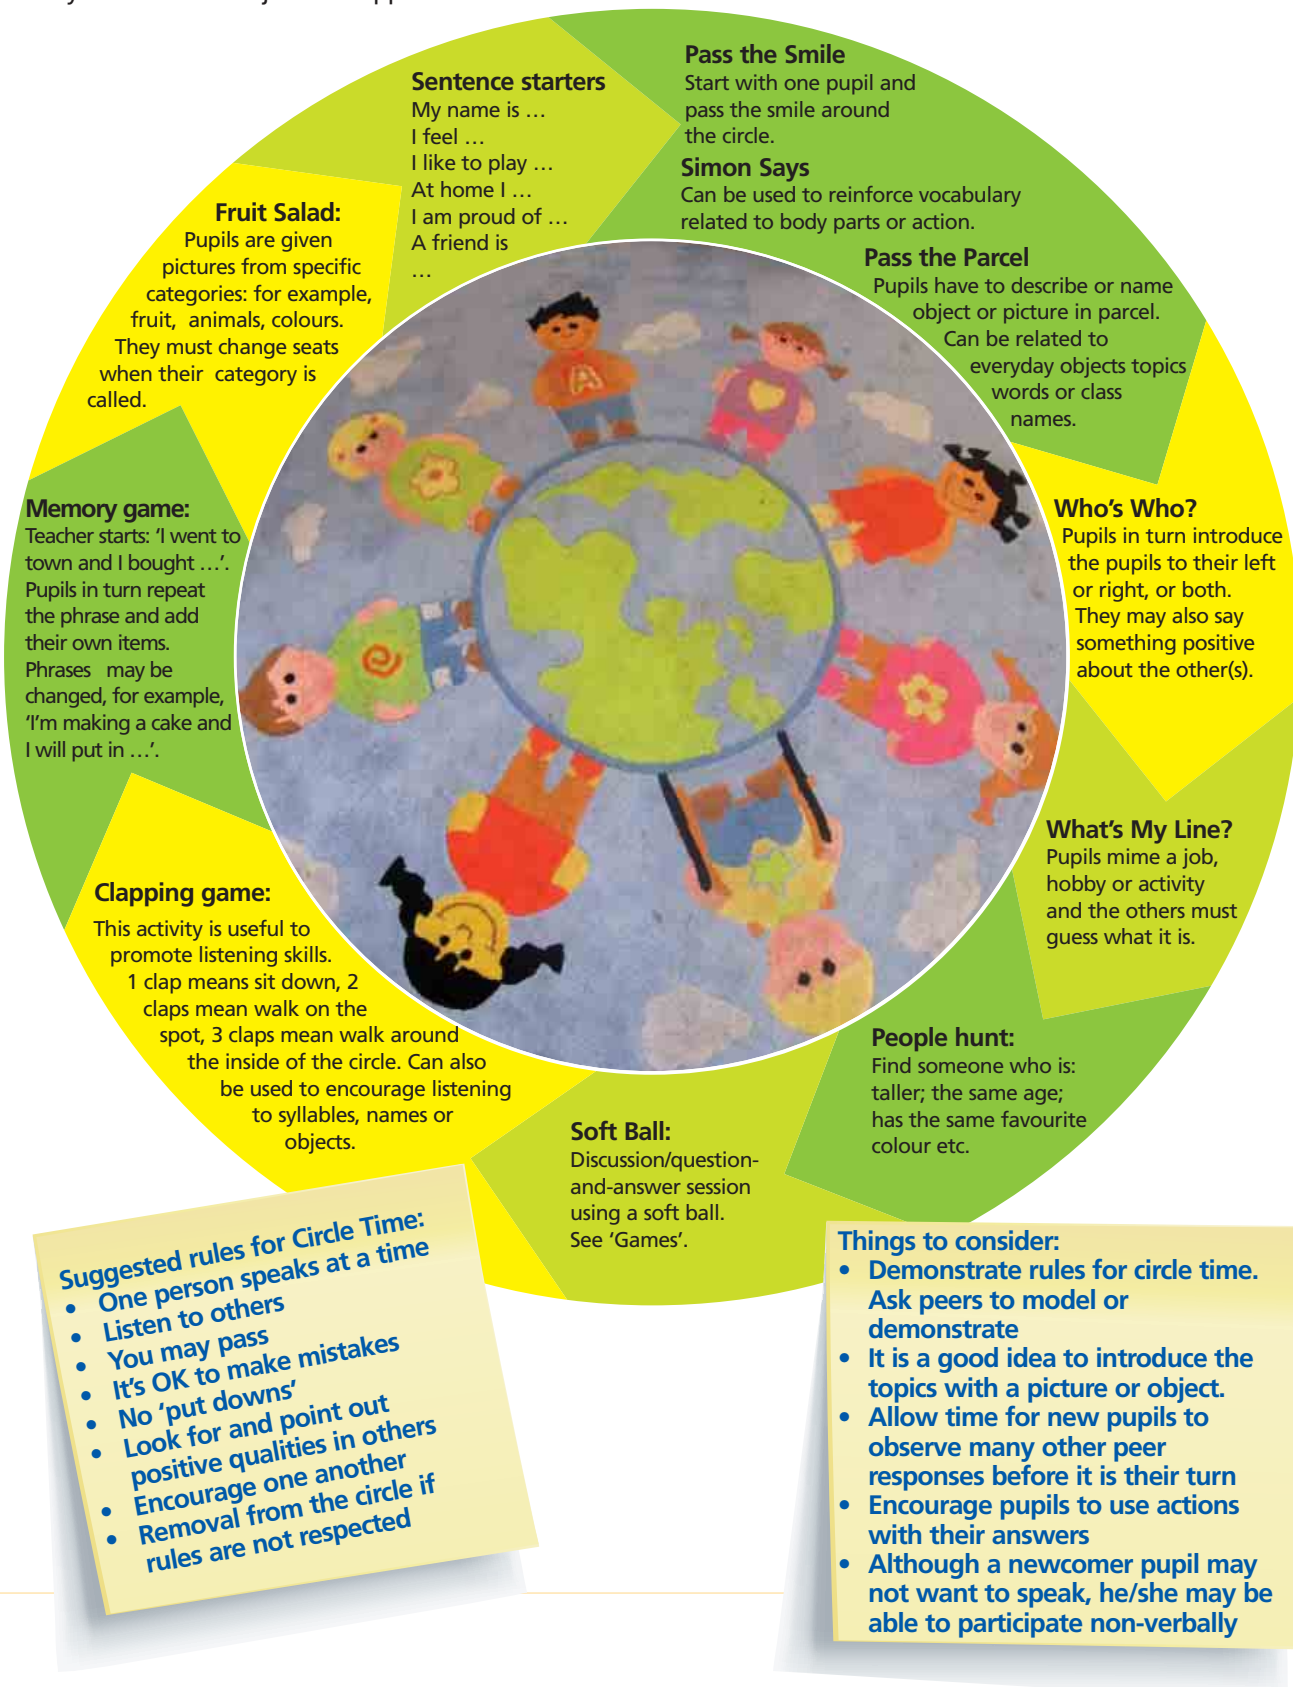 Sentence starters
My name is …
I feel …
I like to play …
At home I …
I am proud of …
A friend is
…
Pass the Smile
Start with one pupil and
pass the smile around
the circle.
Simon Says
Can be used to reinforce vocabulary
related to body parts or action.
Pass the Parcel
Pupils have to describe or name
object or picture in parcel.
Can be related to
everyday objects topics
words or class
names.
Who’s Who?
Pupils in turn introduce
the pupils to their left
or right, or both.
They may also say
something positive
about the other(s).
What’s My Line?
Pupils mime a job,
hobby or activity
and the others must
guess what it is.
People hunt:
Find someone who is:
taller; the same age;
has the same favourite
colour etc.
Soft Ball:
Discussion/question-
and-answer session
using a soft ball.
See ‘Games’.
Clapping game:
This activity is useful to
promote listening skills.
1 clap means sit down, 2
claps mean walk on the
spot, 3 claps mean walk around
the inside of the circle. Can also
be used to encourage listening
to syllables, names or
objects.
Memory game:
Teacher starts: ‘I went to
town and I bought …’.
Pupils in turn repeat
the phrase and add
their own items.
Phrases may be
changed, for example,
‘I’m making a cake and
I will put in …’.
Fruit Salad:
Pupils are given
pictures from specific
categories: for example,
fruit, animals, colours.
They must change seats
when their category is
called.
A
Suggested rules for Circle Time:
• One person speaks at a time
• Listen to others
• You may pass
• It’s OK to make mistakes
• No ‘put downs’
• Look for and point out
positive qualities in others
• Encourage one another
• Removal from the circle if
rules are not respected
Things to consider:
• Demonstrate rules for circle time.
Ask peers to model or
demonstrate
• It is a good idea to introduce the
topics with a picture or object.
• Allow time for new pupils to
observe many other peer
responses before it is their turn
• Encourage pupils to use actions
with their answers
• Although a newcomer pupil may
not want to speak, he/she may be
able to participate non-verbally